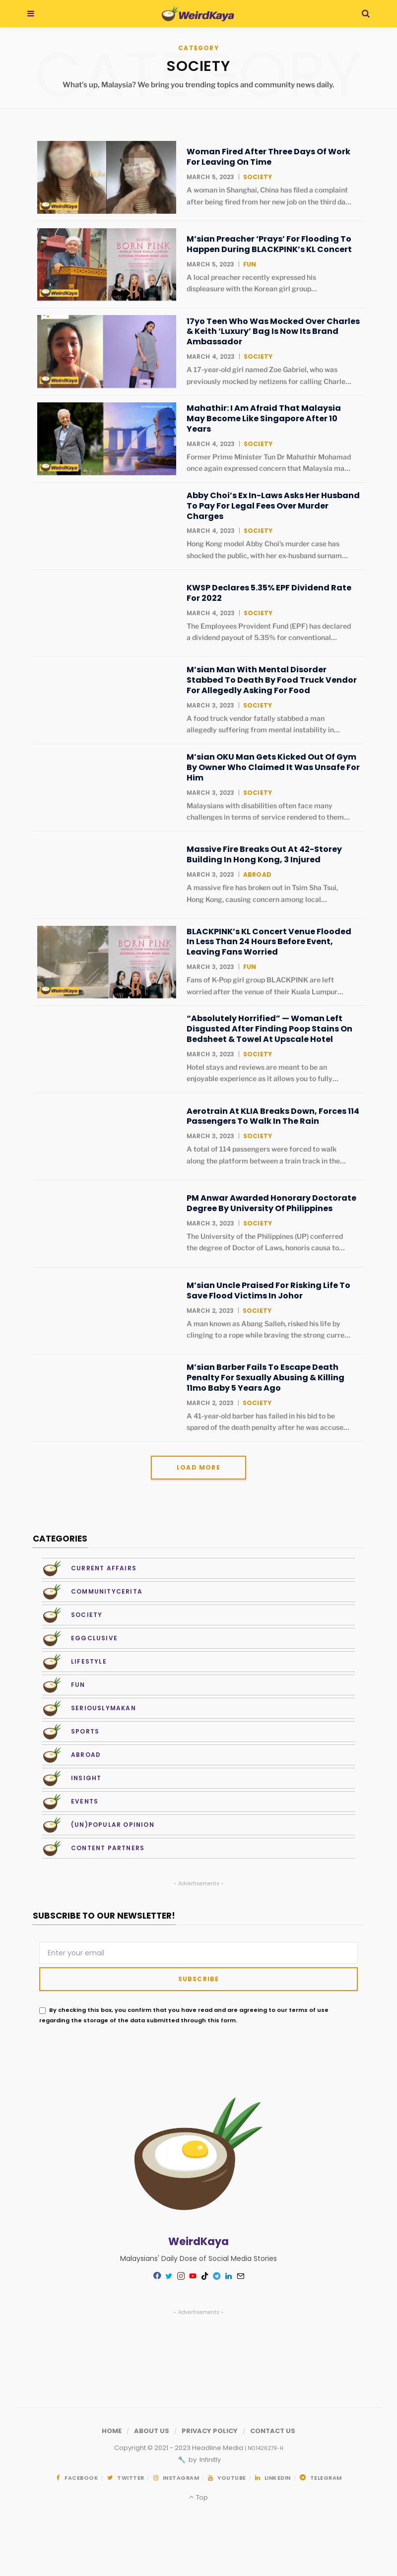 WeirdKaya
CATEGORY
SOCIETY
What's up, Malaysia? We bring you trending topics and community news daily.
Woman Fired After Three Days Of Work
For Leaving On Time
MARCH 5, 2023 | SOCIETY
A woman in Shanghai, China has filed a complaint
after being fired from her new job on the third da...
WeirdKaya
M'sian Preacher 'Prays' For Flooding To
Happen During BLACKPINK's KL Concert
MARCH 5, 2023 | FUN
A local preacher recently expressed his
displeasure with the Korean girl group...
BORN PINK
WeirdKaya
17yo Teen Who Was Mocked Over Charles
& Keith 'Luxury' Bag Is Now Its Brand
Ambassador
MARCH 4, 2023 | SOCIETY
A 17-year-old girl named Zoe Gabriel, who was
previously mocked by netizens for calling Charle...
WeirdKaya
Mahathir: I Am Afraid That Malaysia
May Become Like Singapore After 10
Years
MARCH 4, 2023 | SOCIETY
Former Prime Minister Tun Dr Mahathir Mohamad
once again expressed concern that Malaysia ma...
WeirdKaya
Abby Choi's Ex In-Laws Asks Her Husband
To Pay For Legal Fees Over Murder
Charges
MARCH 4, 2023 | SOCIETY
Hong Kong model Abby Choi's murder case has
shocked the public, with her ex-husband surnam...
KWSP Declares 5.35% EPF Dividend Rate
For 2022
MARCH 4, 2023 | SOCIETY
The Employees Provident Fund (EPF) has declared
a dividend payout of 5.35% for conventional...
M'sian Man With Mental Disorder
Stabbed To Death By Food Truck Vendor
For Allegedly Asking For Food
MARCH 3, 2023 | SOCIETY
A food truck vendor fatally stabbed a man
allegedly suffering from mental instability in...
M'sian OKU Man Gets Kicked Out Of Gym
By Owner Who Claimed It Was Unsafe For
Him
MARCH 3, 2023 | SOCIETY
Malaysians with disabilities often face many
challenges in terms of service rendered to them...
Massive Fire Breaks Out At 42-Storey
Building In Hong Kong, 3 Injured
MARCH 3, 2023 | ABROAD
A massive fire has broken out in Tsim Sha Tsui,
Hong Kong, causing concern among local...
BLACKPINK's KL Concert Venue Flooded
In Less Than 24 Hours Before Event,
Leaving Fans Worried
MARCH 3, 2023 | FUN
Fans of K-Pop girl group BLACKPINK are left
worried after the venue of their Kuala Lumpur...
BORN PINK
WeirdKaya
"Absolutely Horrified" — Woman Left
Disgusted After Finding Poop Stains On
Bedsheet & Towel At Upscale Hotel
MARCH 3, 2023 | SOCIETY
Hotel stays and reviews are meant to be an
enjoyable experience as it allows you to fully...
Aerotrain At KLIA Breaks Down, Forces 114
Passengers To Walk In The Rain
MARCH 3, 2023 | SOCIETY
A total of 114 passengers were forced to walk
along the platform between a train track in the...
PM Anwar Awarded Honorary Doctorate
Degree By University Of Philippines
MARCH 3, 2023 | SOCIETY
The University of the Philippines (UP) conferred
the degree of Doctor of Laws, honoris causa to...
M'sian Uncle Praised For Risking Life To
Save Flood Victims In Johor
MARCH 2, 2023 | SOCIETY
A man known as Abang Salleh, risked his life by
clinging to a rope while braving the strong curre...
M'sian Barber Fails To Escape Death
Penalty For Sexually Abusing & Killing
11mo Baby 5 Years Ago
MARCH 2, 2023 | SOCIETY
A 41-year-old barber has failed in his bid to be
spared of the death penalty after he was accuse...
LOAD MORE
CATEGORIES
CURRENT AFFAIRS
COMMUNITYCERITA
SOCIETY
EGGCLUSIVE
LIFESTYLE
FUN
SERIOUSLYMAKAN
SPORTS
ABROAD
INSIGHT
EVENTS
(UN)POPULAR OPINION
CONTENT PARTNERS
- Advertisements -
SUBSCRIBE TO OUR NEWSLETTER!
Enter your email
SUBSCRIBE
By checking this box, you confirm that you have read and are agreeing to our terms of use
regarding the storage of the data submitted through this form.
WeirdKaya
Malaysians' Daily Dose of Social Media Stories
- Advertisements -
HOME / ABOUT US / PRIVACY POLICY / CONTACT US
Copyright © 2021 - 2023 Headline Media | NO.1426279-H
by Infinitly
FACEBOOK / TWITTER / INSTAGRAM / YOUTUBE / LINKEDIN / TELEGRAM
Top